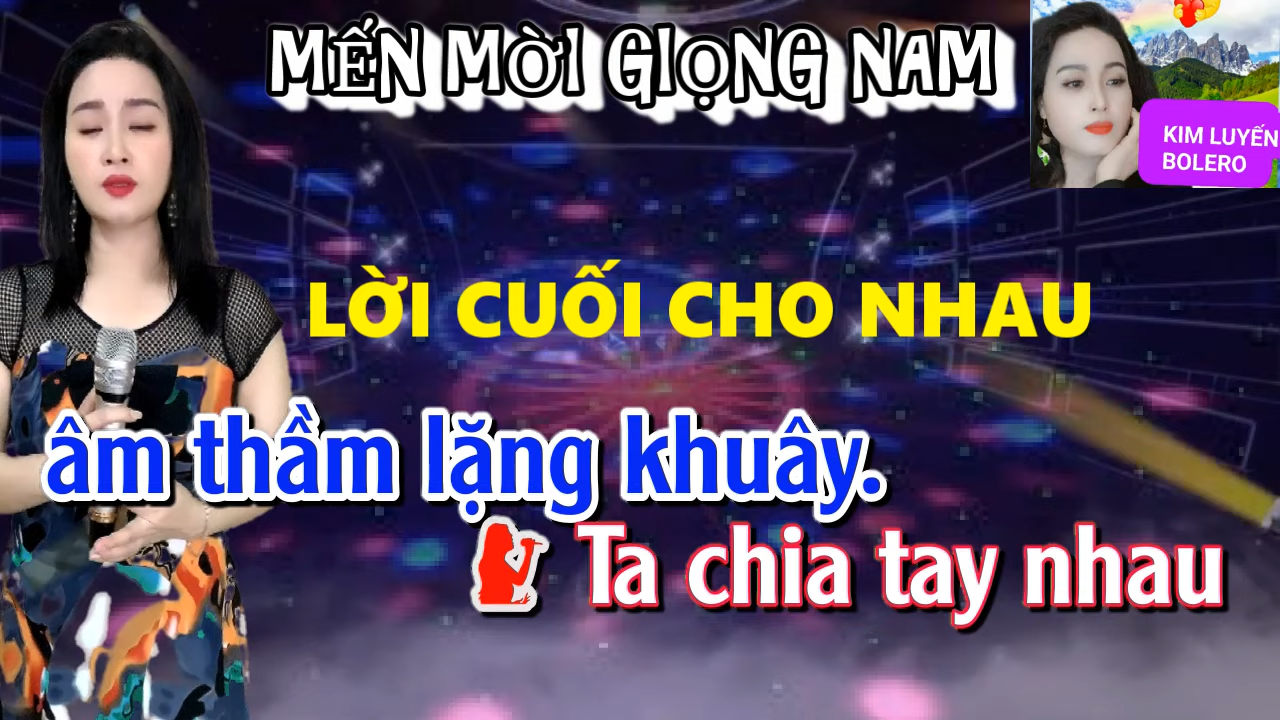 MẾN MỜI GIỌNG NAM
KIM LUYẾN
BOLERO
LỜI CUỐI CHO NHAU
âm thầm lặng khuây.
Ta chia tay nhau